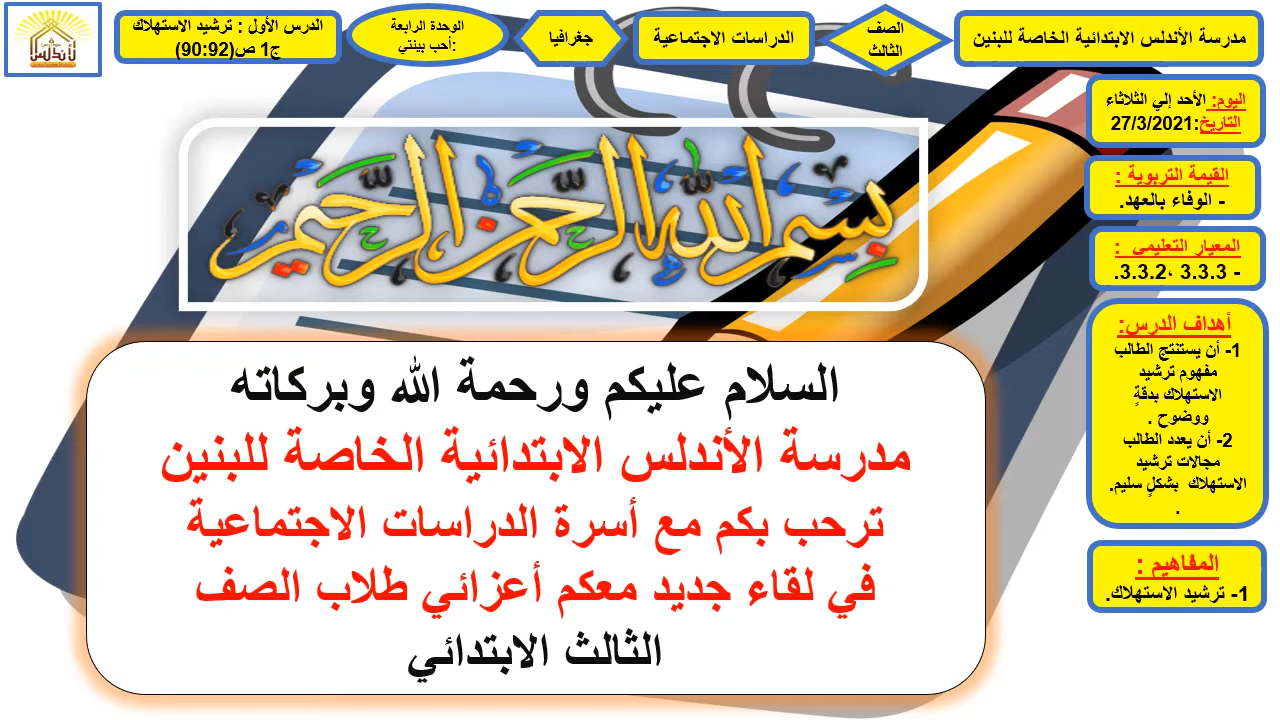 مدرسة الأندلس الابتدائية الخاصة للبنين
الصف
الثالث
الدراسات الاجتماعية
جغرافيا
الوحدة الرابعة
:أحب بيئتي
الدرس الأول : ترشيد الاستهلاك
ج1 ص(90:92)
الأندلس
اليوم: الأحد إلي الثلاثاء
التاريخ:27/3/2021
القيمة التربوية :
- الوفاء بالعهد.
المعيار التعليمي :
- 3.3.3 ،3.3.2.
أهداف الدرس:
1- أن يستنتج الطالب
مفهوم ترشيد
الاستهلاك بدقةٍ
ووضوح .
2- أن يعدد الطالب
مجالات ترشيد
الاستهلاك بشكلٍ سليم.
.
المفاهيم :
1- ترشيد الاستهلاك.
بسم الله الرحمن الرحيم
السلام عليكم ورحمة الله وبركاته
مدرسة الأندلس الابتدائية الخاصة للبنين
ترحب بكم مع أسرة الدراسات الاجتماعية
في لقاء جديد معكم أعزائي طلاب الصف
الثالث الابتدائي